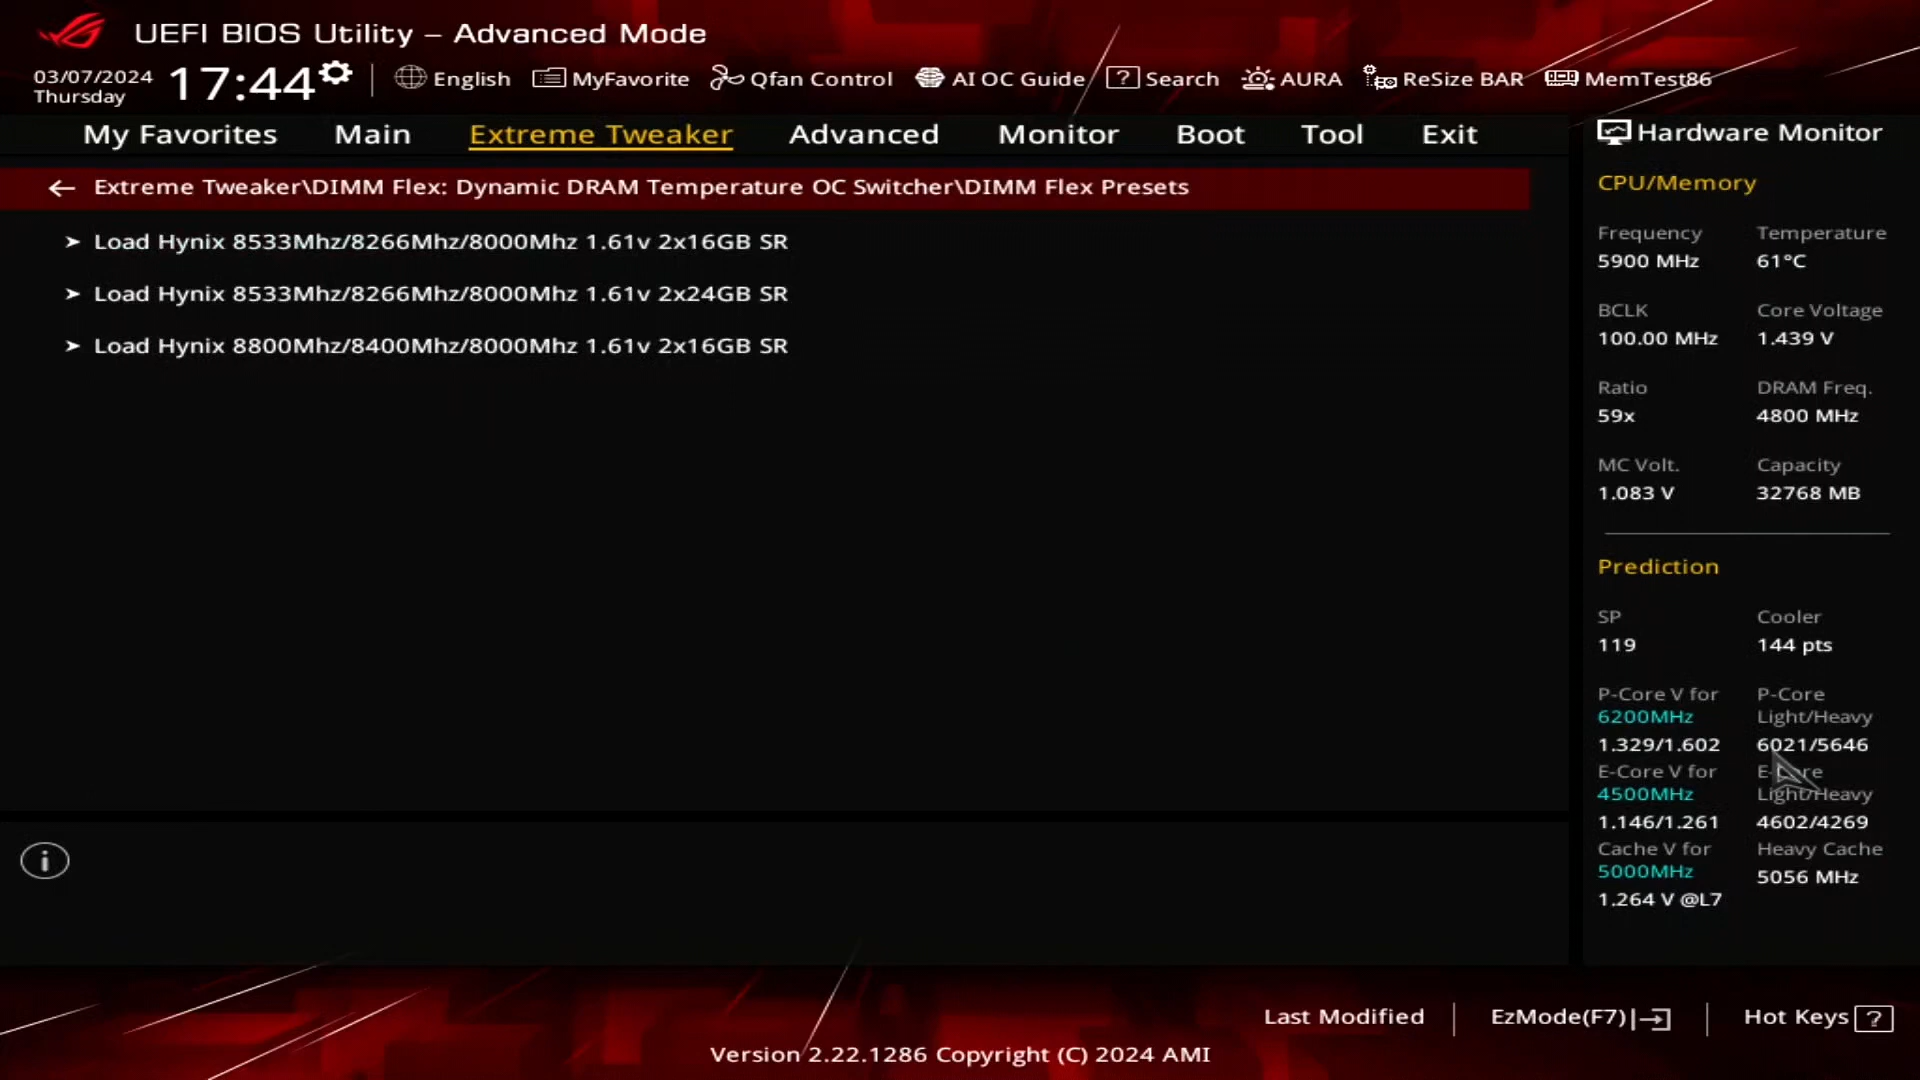 UEFI BIOS Utility – Advanced Mode
03/07/2024
Thursday
17:44
English
MyFavorite
Qfan Control
AI OC Guide
? Search
AURA
ReSize BAR
MemTest86
My Favorites
Main
Extreme Tweaker
Advanced
Monitor
Boot
Tool
Exit
Extreme Tweaker\DIMM Flex: Dynamic DRAM Temperature OC Switcher\DIMM Flex Presets
Load Hynix 8533Mhz/8266Mhz/8000Mhz 1.61v 2x16GB SR
Load Hynix 8533Mhz/8266Mhz/8000Mhz 1.61v 2x24GB SR
Load Hynix 8800Mhz/8400Mhz/8000Mhz 1.61v 2x16GB SR
Hardware Monitor
CPU/Memory
Frequency Temperature
5900 MHz 61°C
BCLK Core Voltage
100.00 MHz 1.439 V
Ratio DRAM Freq.
59x 4800 MHz
MC Volt. Capacity
1.083 V 32768 MB
Prediction
SP Cooler
119 144 pts
P-Core V for P-Core
6200MHz Light/Heavy
1.329/1.602 6021/5646
E-Core V for E-Core
4500MHz Light/Heavy
1.146/1.261 4602/4269
Cache V for Heavy Cache
5000MHz 5056 MHz
1.264 V @L7
i
Last Modified
EzMode(F7)
Hot Keys ?
Version 2.22.1286 Copyright (C) 2024 AMI